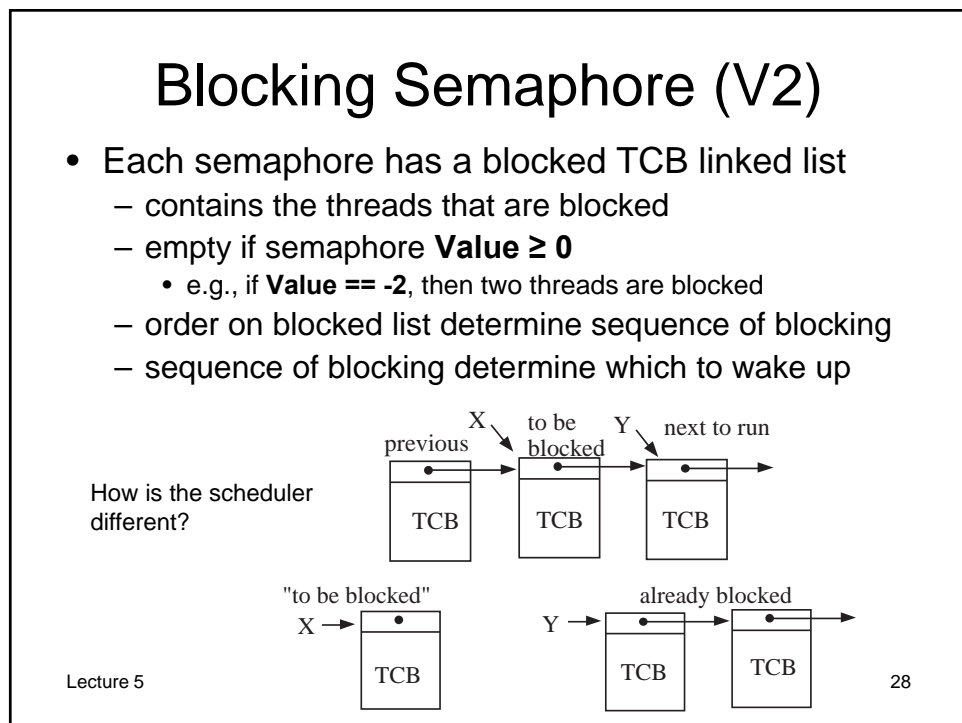 Blocking Semaphore (V2)
• Each semaphore has a blocked TCB linked list
– contains the threads that are blocked
– empty if semaphore Value ≥ 0
• e.g., if Value == -2, then two threads are blocked
– order on blocked list determine sequence of blocking
– sequence of blocking determine which to wake up
How is the scheduler
different?
previous
X
to be
blocked
Y
next to run
TCB
TCB
TCB
"to be blocked"
X
TCB
already blocked
Y
TCB
TCB
Lecture 5
28